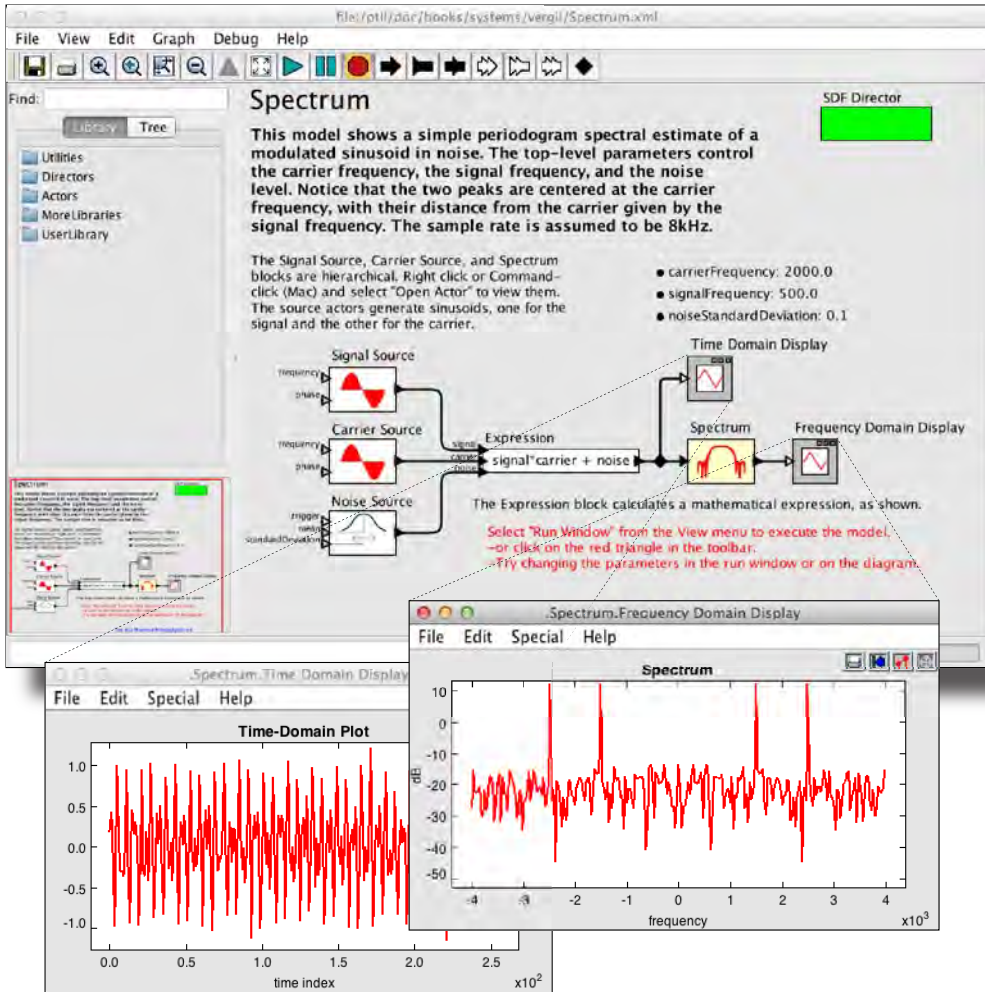 file:/ptII/doc/books/systems/vergil/Spectrum.xml
File View Edit Graph Debug Help
Find:
Library Tree
Utilities
Directors
Actors
MoreLibraries
UserLibrary
Spectrum
SDF Director
This model shows a simple periodogram spectral estimate of a
modulated sinusoid in noise. The top-level parameters control
the carrier frequency, the signal frequency, and the noise
level. Notice that the two peaks are centered at the carrier
frequency, with their distance from the carrier given by the
signal frequency. The sample rate is assumed to be 8kHz.
The Signal Source, Carrier Source, and Spectrum
blocks are hierarchical. Right click or Command-
click (Mac) and select "Open Actor" to view them.
The source actors generate sinusoids, one for the
signal and the other for the carrier.
carrierFrequency: 2000.0
signalFrequency: 500.0
noiseStandardDeviation: 0.1
Time Domain Display
Signal Source
frequency
phase
Carrier Source
frequency
phase
Noise Source
trigger
mean
standardDeviation
signal
carrier
noise
Expression
signal*carrier + noise
Spectrum
Frequency Domain Display
The Expression block calculates a mathematical expression, as shown.
Select "Run Window" from the View menu to execute the model.
-or click on the red triangle in the toolbar.
-Try changing the parameters in the run window or on the diagram.
.Spectrum.Time Domain Display
File Edit Special Help
Time-Domain Plot
1.0
0.5
0.0
-0.5
-1.0
0.0 0.5 1.0 1.5 2.0 2.5
time index
x10²
.Spectrum.Frequency Domain Display
File Edit Special Help
Spectrum
10
0
-10
-20
-30
-40
-50
dB
-4 -3 -2 -1 0 1 2 3 4
frequency
x10³